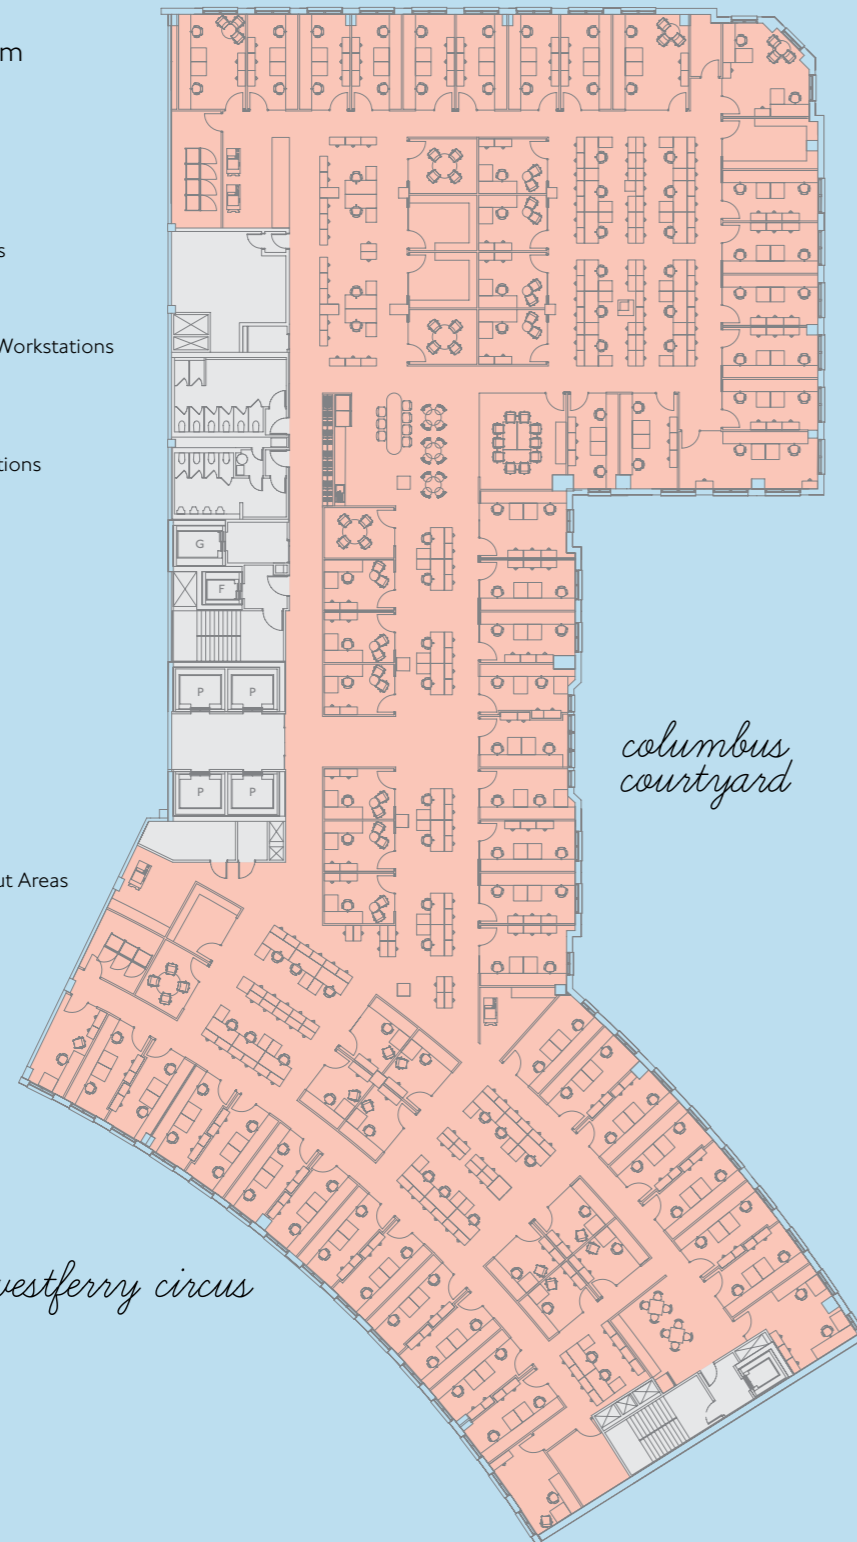 m
s
Workstations
tions
G
F
P P
columbus
courtyard
P P
ut Areas
westferry circus